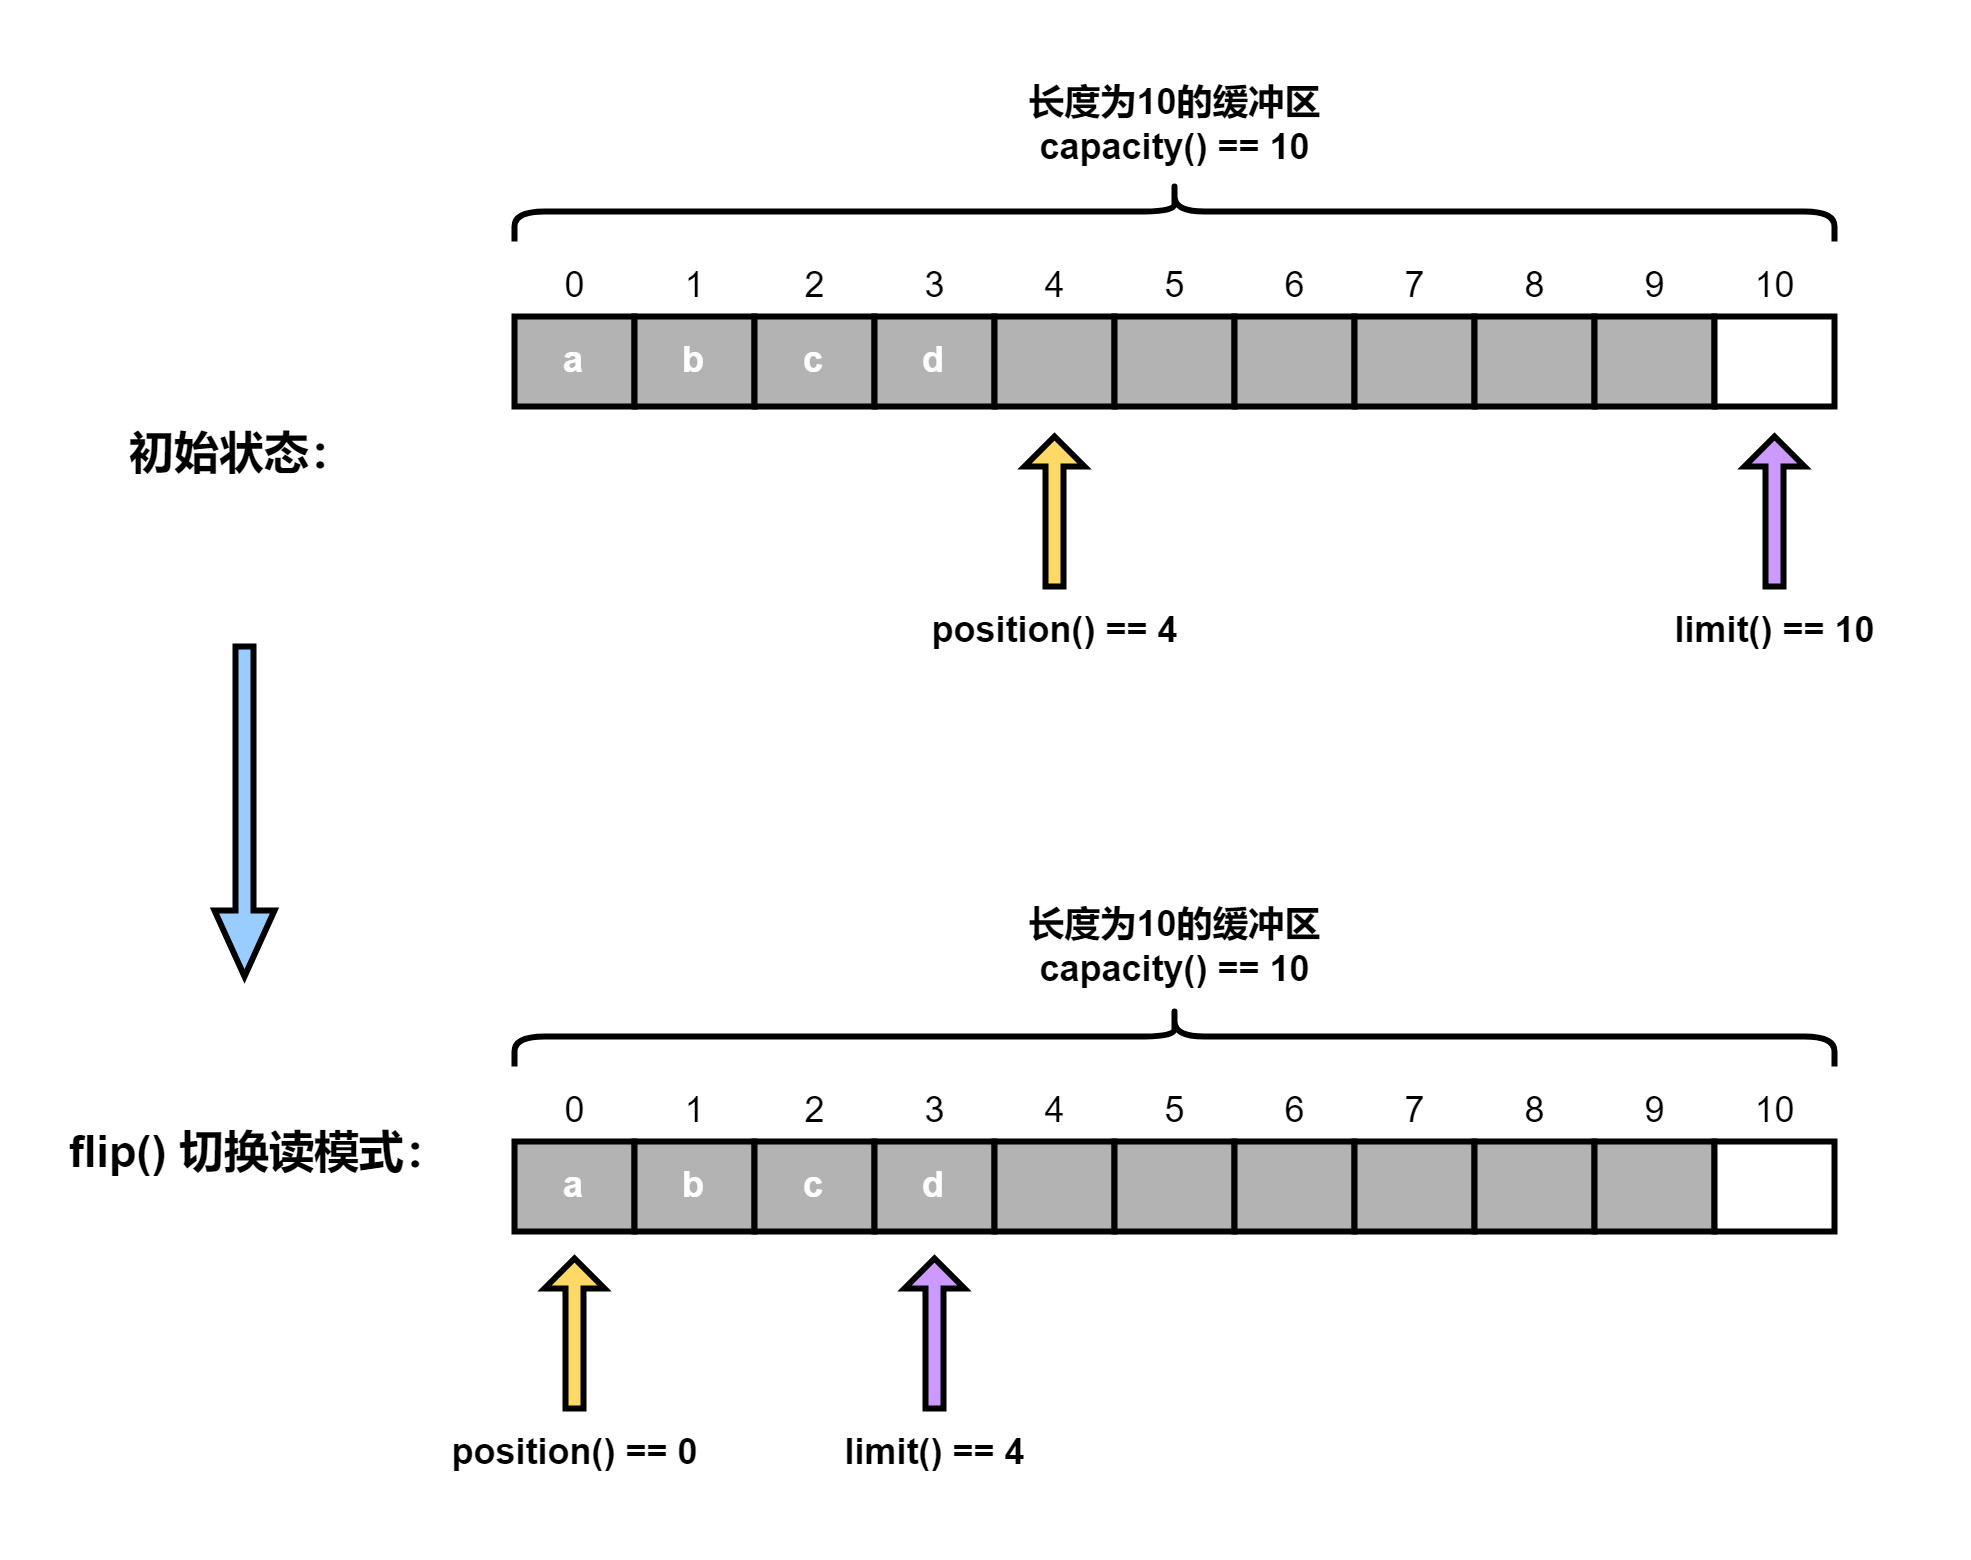 长度为10的缓冲区
capacity() == 10
0 1 2 3 4 5 6 7 8 9 10
a b c d
初始状态：
position() == 4
limit() == 10
长度为10的缓冲区
capacity() == 10
0 1 2 3 4 5 6 7 8 9 10
flip() 切换读模式：
a b c d
position() == 0
limit() == 4